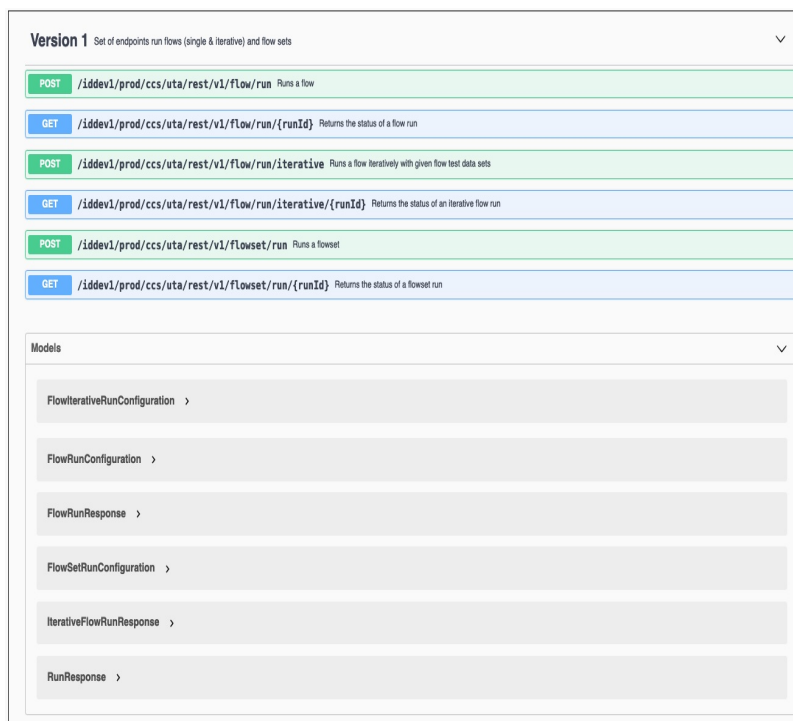 Version 1 Set of endpoints run flows (single & iterative) and flow sets
POST /iddev1/prod/ccs/uta/rest/v1/flow/run Runs a flow
GET /iddev1/prod/ccs/uta/rest/v1/flow/run/{runId} Returns the status of a flow run
POST /iddev1/prod/ccs/uta/rest/v1/flow/run/iterative Runs a flow iteratively with given flow test data sets
GET /iddev1/prod/ccs/uta/rest/v1/flow/run/iterative/{runId} Returns the status of an iterative flow run
POST /iddev1/prod/ccs/uta/rest/v1/flowset/run Runs a flowset
GET /iddev1/prod/ccs/uta/rest/v1/flowset/run/{runId} Returns the status of a flowset run
Models
FlowIterativeRunConfiguration
FlowRunConfiguration
FlowRunResponse
FlowSetRunConfiguration
IterativeFlowRunResponse
RunResponse